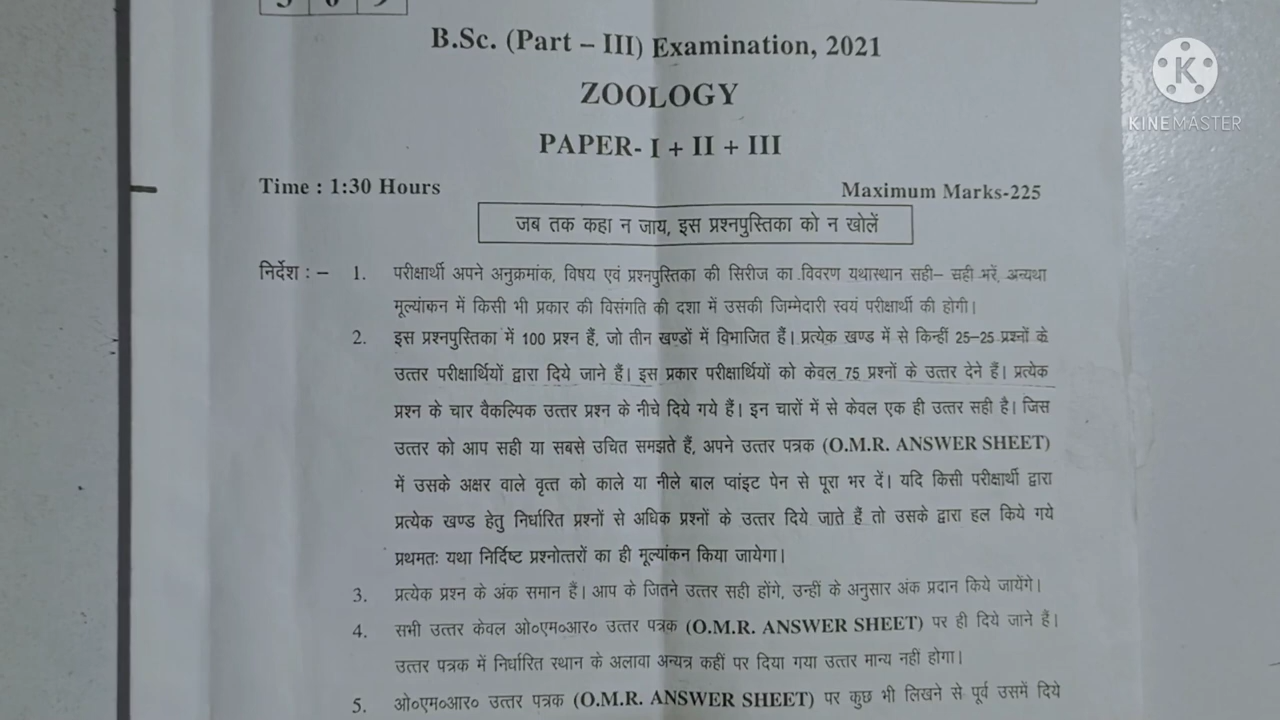 B.Sc. (Part – III) Examination, 2021
K
KINEMASTER
ZOOLOGY
PAPER- I + II + III
Time : 1:30 Hours
Maximum Marks-225
जब तक कहा न जाय, इस प्रश्नपुस्तिका को न खोलें
निर्देश : – 1. परीक्षार्थी अपने अनुक्रमांक, विषय एवं प्रश्नपुस्तिका की सिरीज का विवरण यथास्थान सही– सही भरें, अन्यथा
मूल्यांकन में किसी भी प्रकार की विसंगति की दशा में उसकी जिम्मेदारी स्वयं परीक्षार्थी की होगी।
2. इस प्रश्नपुस्तिका में 100 प्रश्न हैं, जो तीन खण्डों में विभाजित हैं। प्रत्येक खण्ड में से किन्हीं 25–25 प्रश्नों के
उत्तर परीक्षार्थियों द्वारा दिये जाने हैं। इस प्रकार परीक्षार्थियों को केवल 75 प्रश्नों के उत्तर देने हैं। प्रत्येक
प्रश्न के चार वैकल्पिक उत्तर प्रश्न के नीचे दिये गये हैं। इन चारों में से केवल एक ही उत्तर सही है। जिस
उत्तर को आप सही या सबसे उचित समझते हैं, अपने उत्तर पत्रक (O.M.R. ANSWER SHEET)
में उसके अक्षर वाले वृत्त को काले या नीले बाल प्वांइट पेन से पूरा भर दें। यदि किसी परीक्षार्थी द्वारा
प्रत्येक खण्ड हेतु निर्धारित प्रश्नों से अधिक प्रश्नों के उत्तर दिये जाते हैं तो उसके द्वारा हल किये गये
प्रथमतः यथा निर्दिष्ट प्रश्नोत्तरों का ही मूल्यांकन किया जायेगा।
3. प्रत्येक प्रश्न के अंक समान हैं। आप के जितने उत्तर सही होंगे, उन्हीं के अनुसार अंक प्रदान किये जायेंगे।
4. सभी उत्तर केवल ओ०एम०आर० उत्तर पत्रक (O.M.R. ANSWER SHEET) पर ही दिये जाने हैं।
उत्तर पत्रक में निर्धारित स्थान के अलावा अन्यत्र कहीं पर दिया गया उत्तर मान्य नहीं होगा।
5. ओ०एम०आर० उत्तर पत्रक (O.M.R. ANSWER SHEET) पर कुछ भी लिखने से पूर्व उसमें दिये